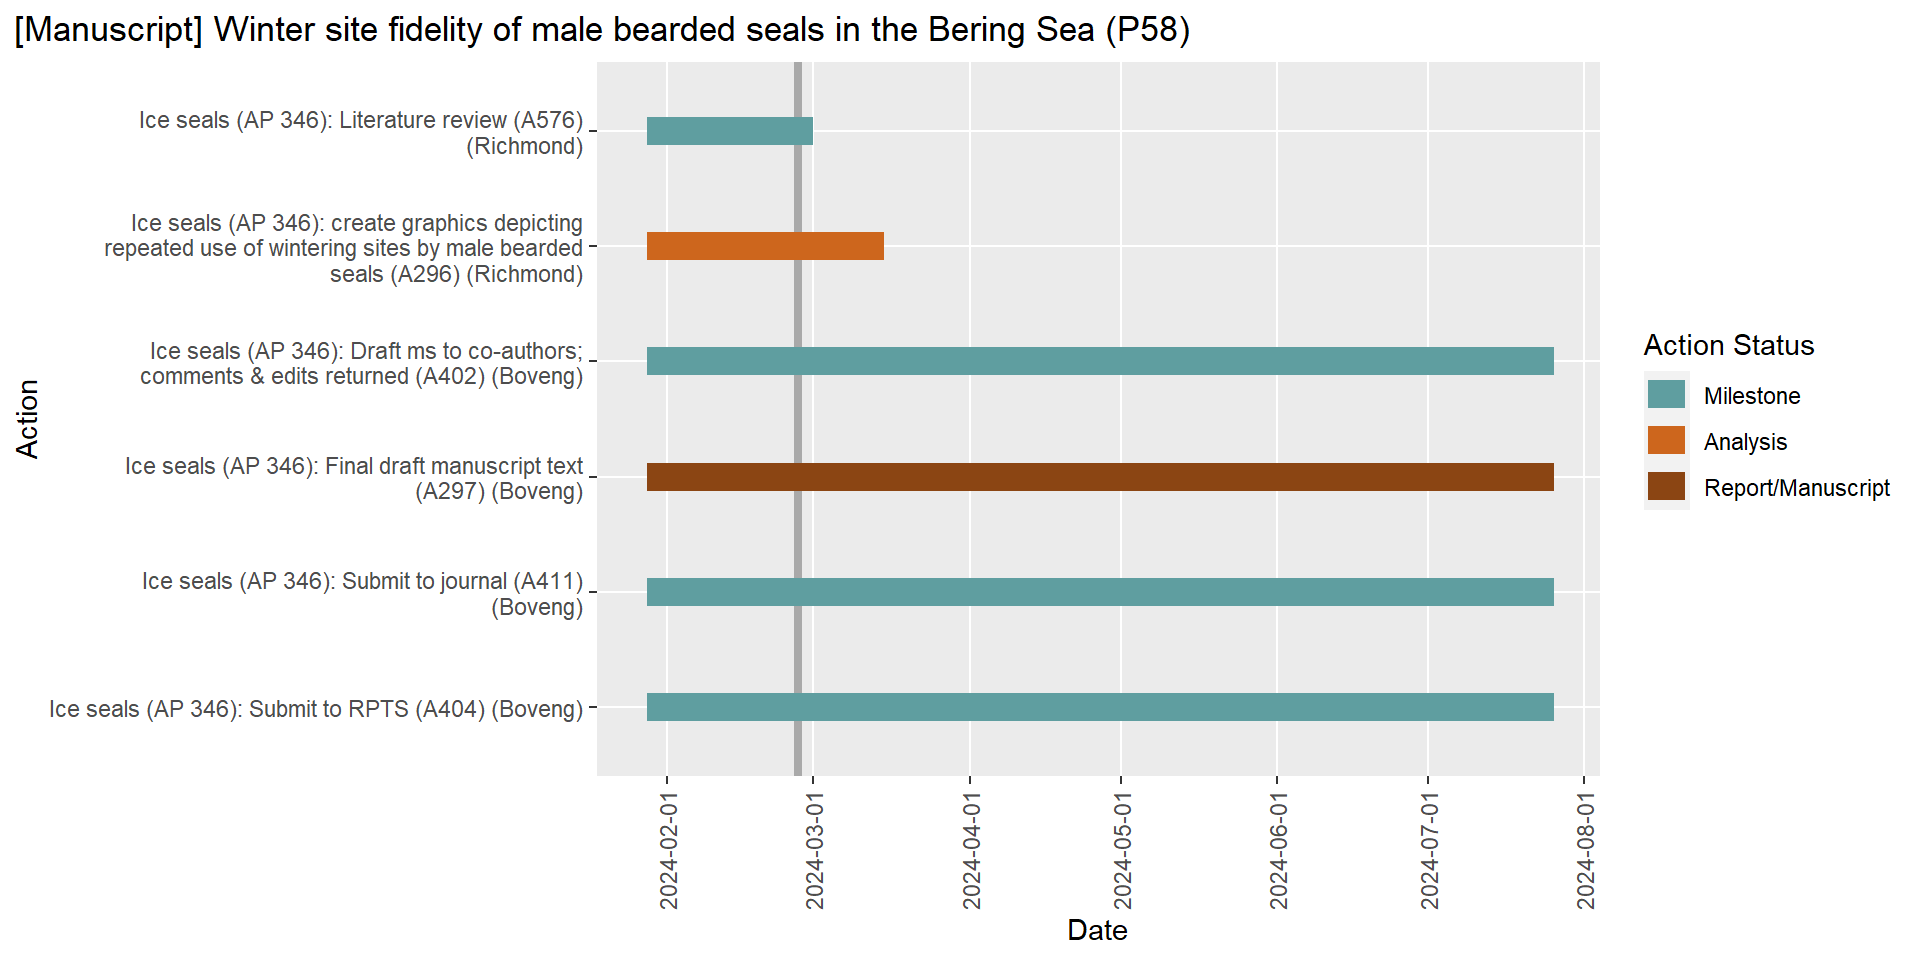 [Manuscript] Winter site fidelity of male bearded seals in the Bering Sea (P58)
Ice seals (AP 346): Literature review (A576)
(Richmond)
Ice seals (AP 346): create graphics depicting
repeated use of wintering sites by male bearded
seals (A296) (Richmond)
Ice seals (AP 346): Draft ms to co-authors;
comments & edits returned (A402) (Boveng)
Ice seals (AP 346): Final draft manuscript text
(A297) (Boveng)
Ice seals (AP 346): Submit to journal (A411)
(Boveng)
Ice seals (AP 346): Submit to RPTS (A404) (Boveng)
Action
2024-02-01
2024-03-01
2024-04-01
2024-05-01
2024-06-01
2024-07-01
2024-08-01
Date
Action Status
Milestone
Analysis
Report/Manuscript